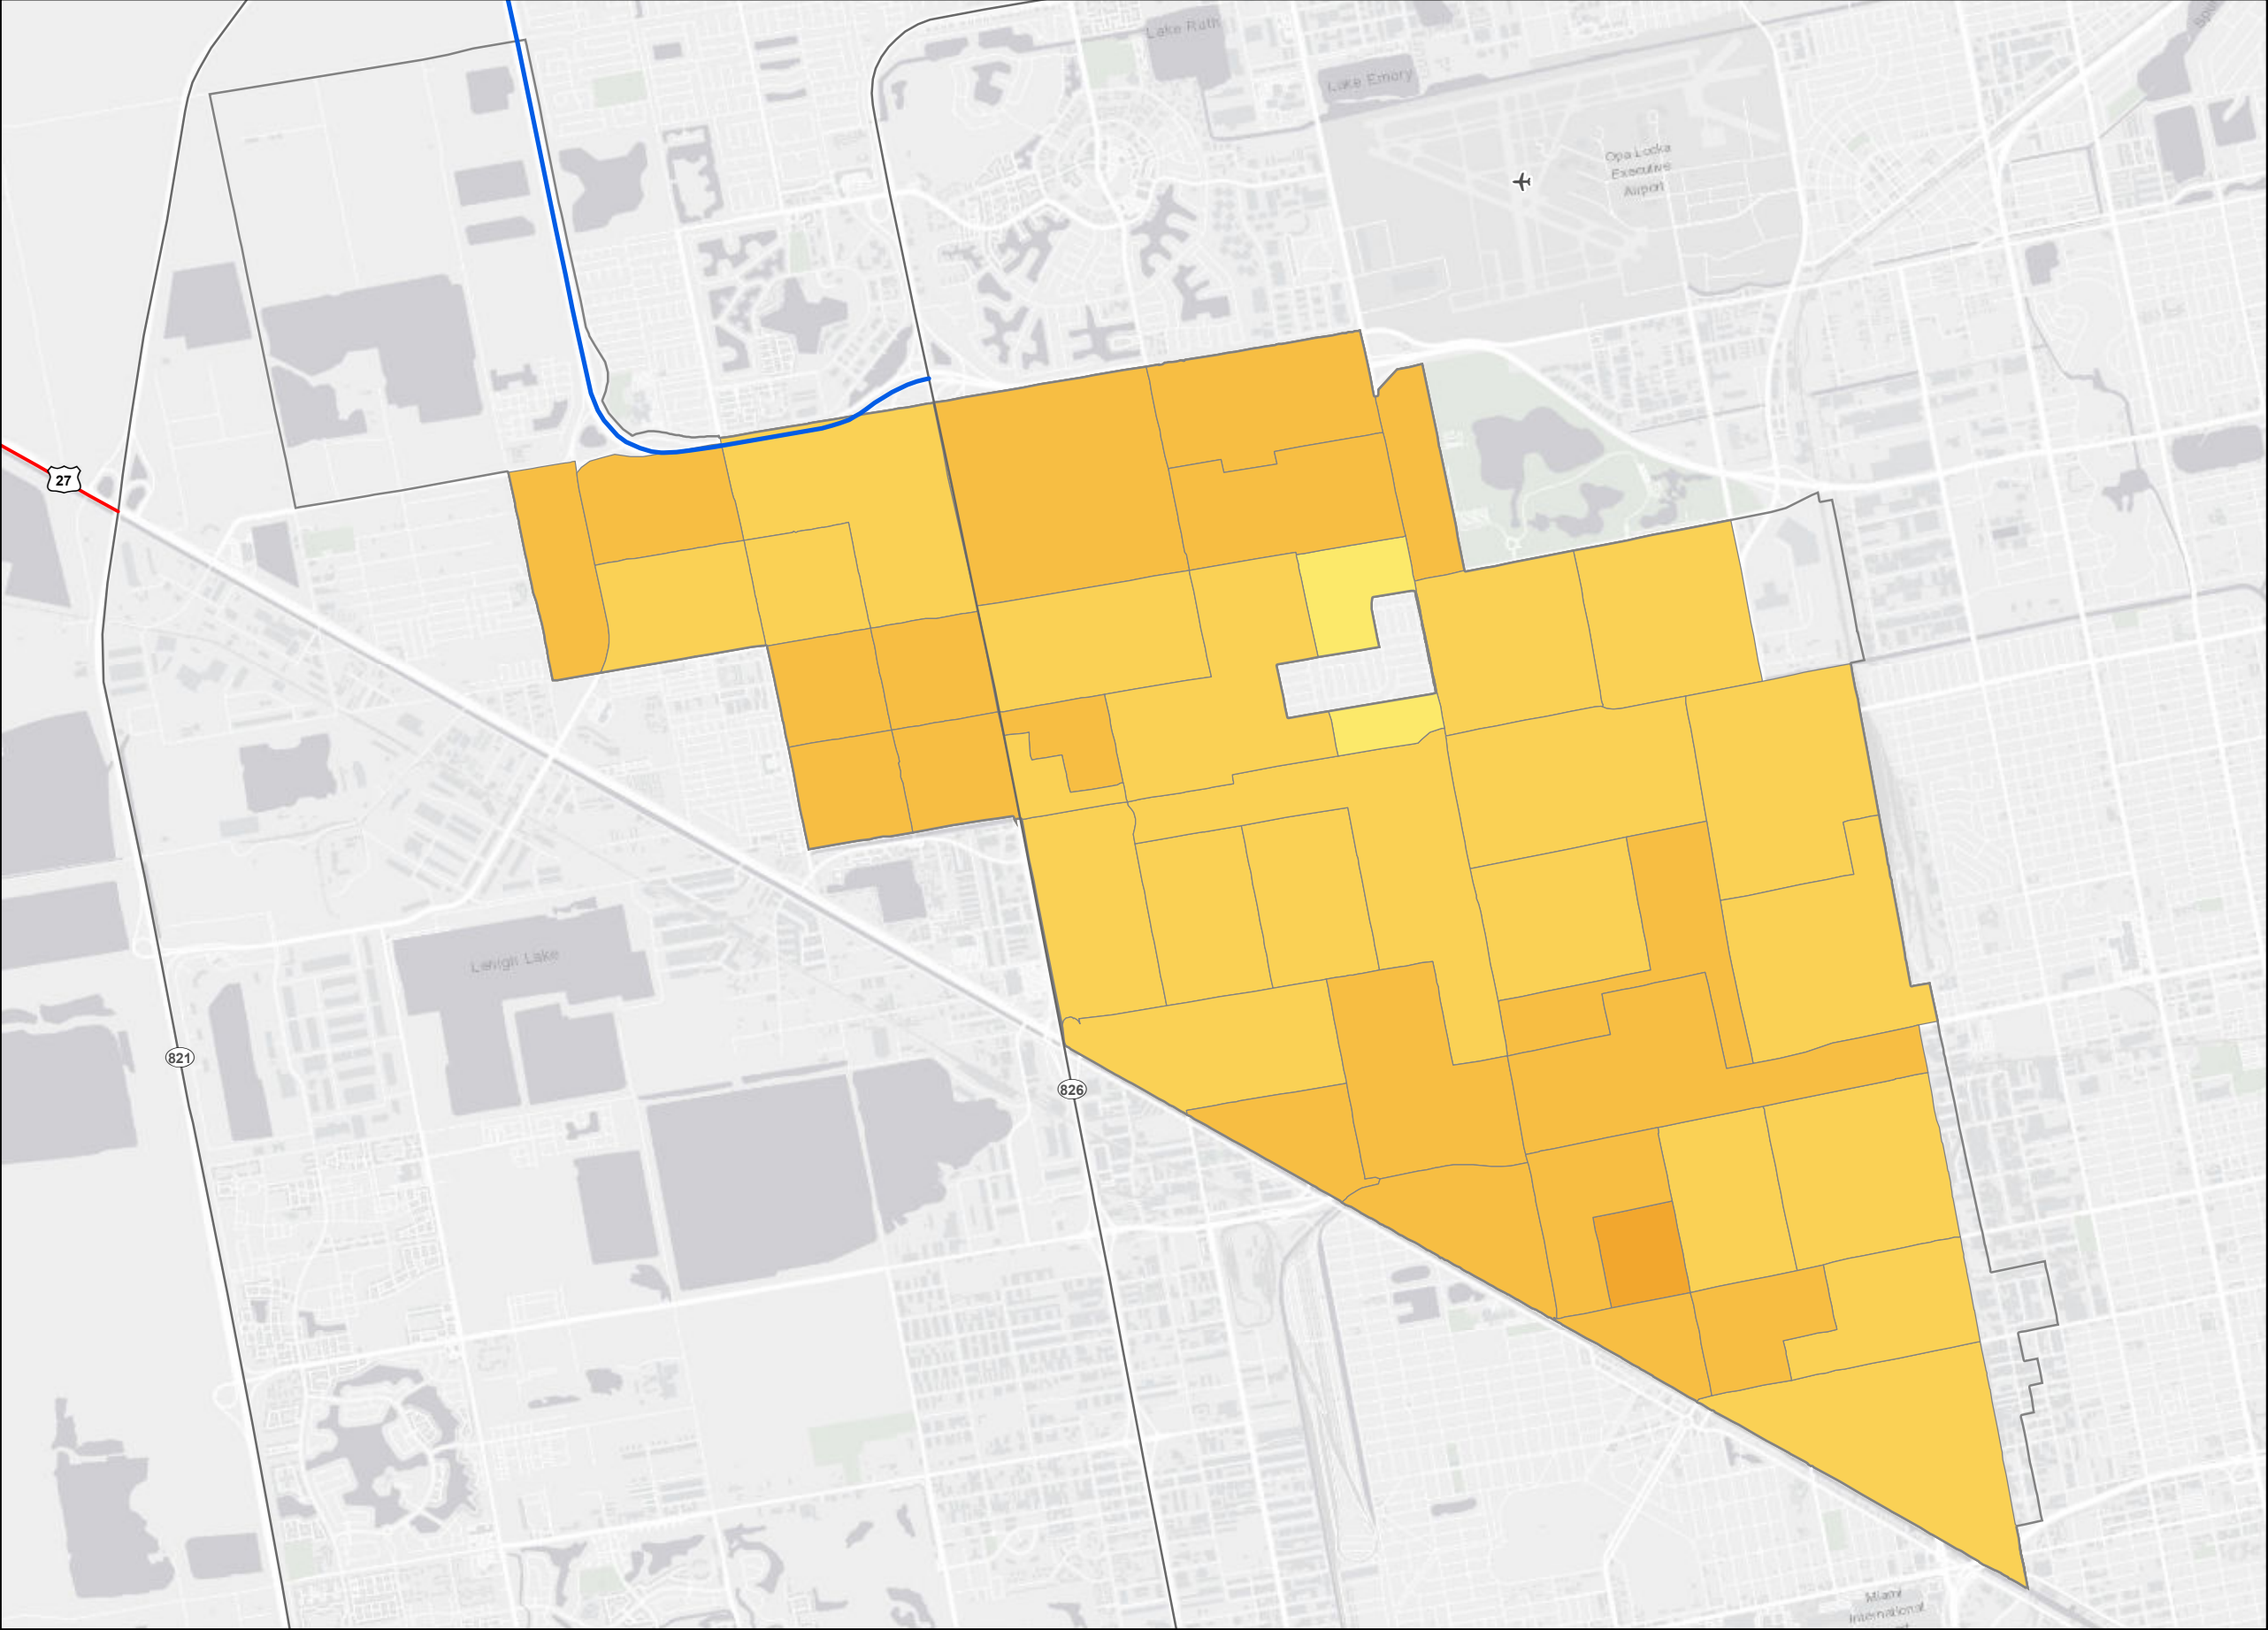 Lake Ruth
Lake Emory
Opa Locka
Executive
Airport
27
Lehigh Lake
821
826
Miami
International